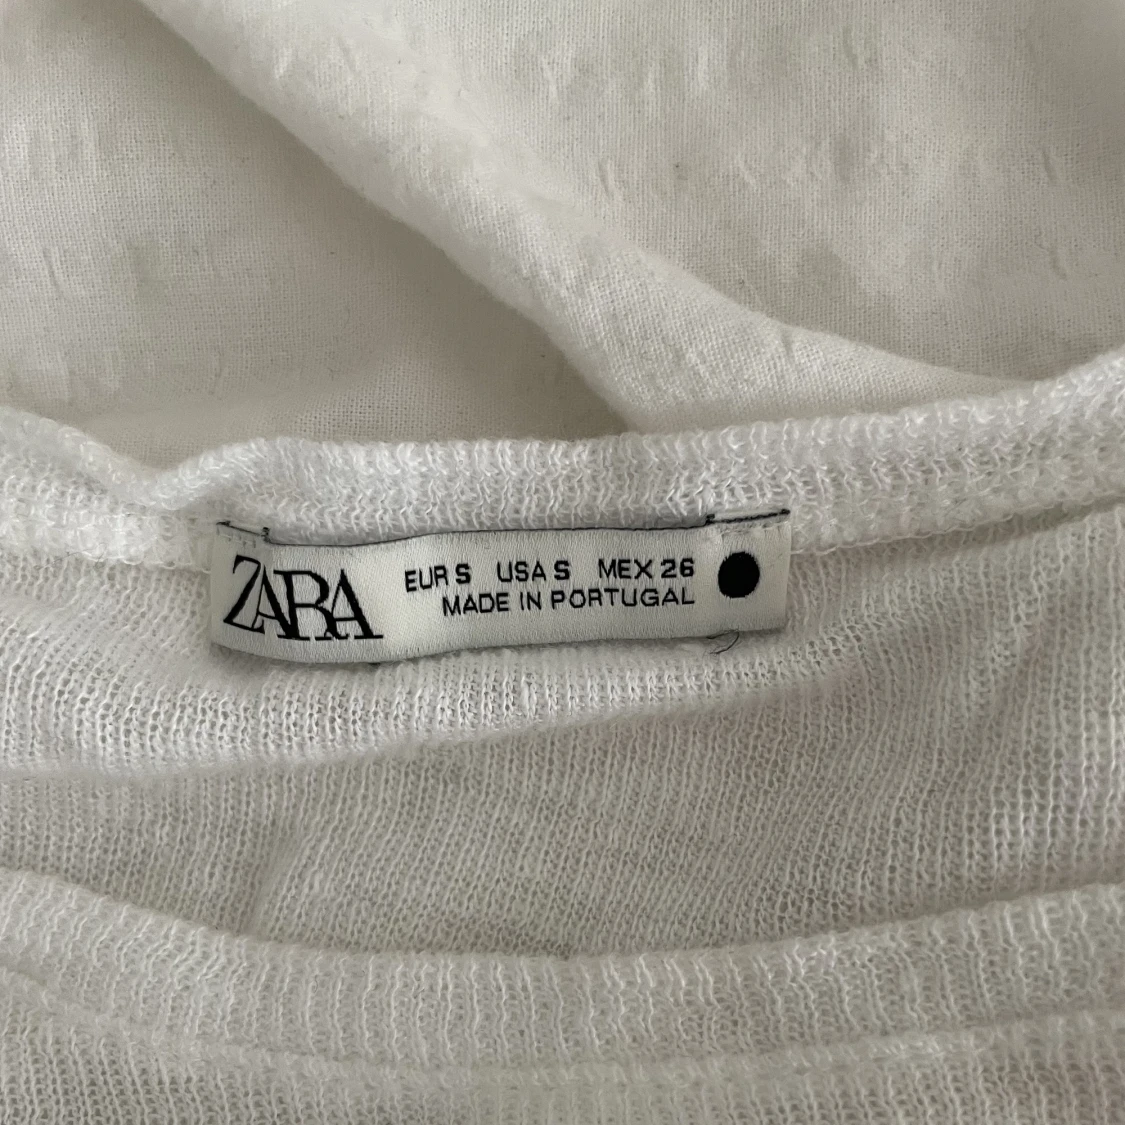 ZARA
EUR S USA S MEX 26
MADE IN PORTUGAL